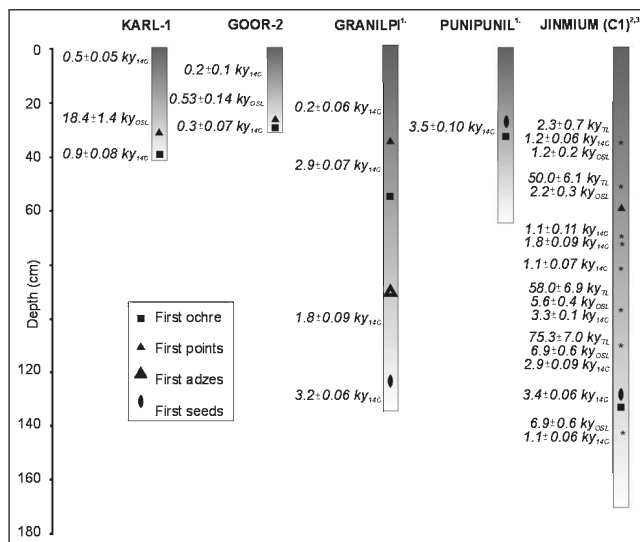 KARL-1 GOOR-2 GRANILPI¹· PUNIPUNIL¹· JINMIUM (C1)²,³
0
20
40
60
80
100
120
140
160
180
Depth (cm)
0.5±0.05 ky14C
18.4±1.4 kyOSL
0.9±0.08 ky14C
0.2±0.1 ky14C
0.53±0.14 kyOSL
0.3±0.07 ky14C
0.2±0.06 ky14C
2.9±0.07 ky14C
1.8±0.09 ky14C
3.2±0.06 ky14C
3.5±0.10 ky14C
2.3±0.7 kyTL
1.2±0.06 ky14C
1.2±0.2 kyOSL
50.0±6.1 kyTL
2.2±0.3 kyOSL
1.1±0.11 ky14C
1.8±0.09 ky14C
1.1±0.07 ky14C
58.0±6.9 kyTL
5.6±0.4 kyOSL
3.3±0.1 ky14C
75.3±7.0 kyTL
6.9±0.6 kyOSL
2.9±0.09 ky14C
3.4±0.06 ky14C
6.9±0.6 kyOSL
1.1±0.06 ky14C
First ochre
First points
First adzes
First seeds